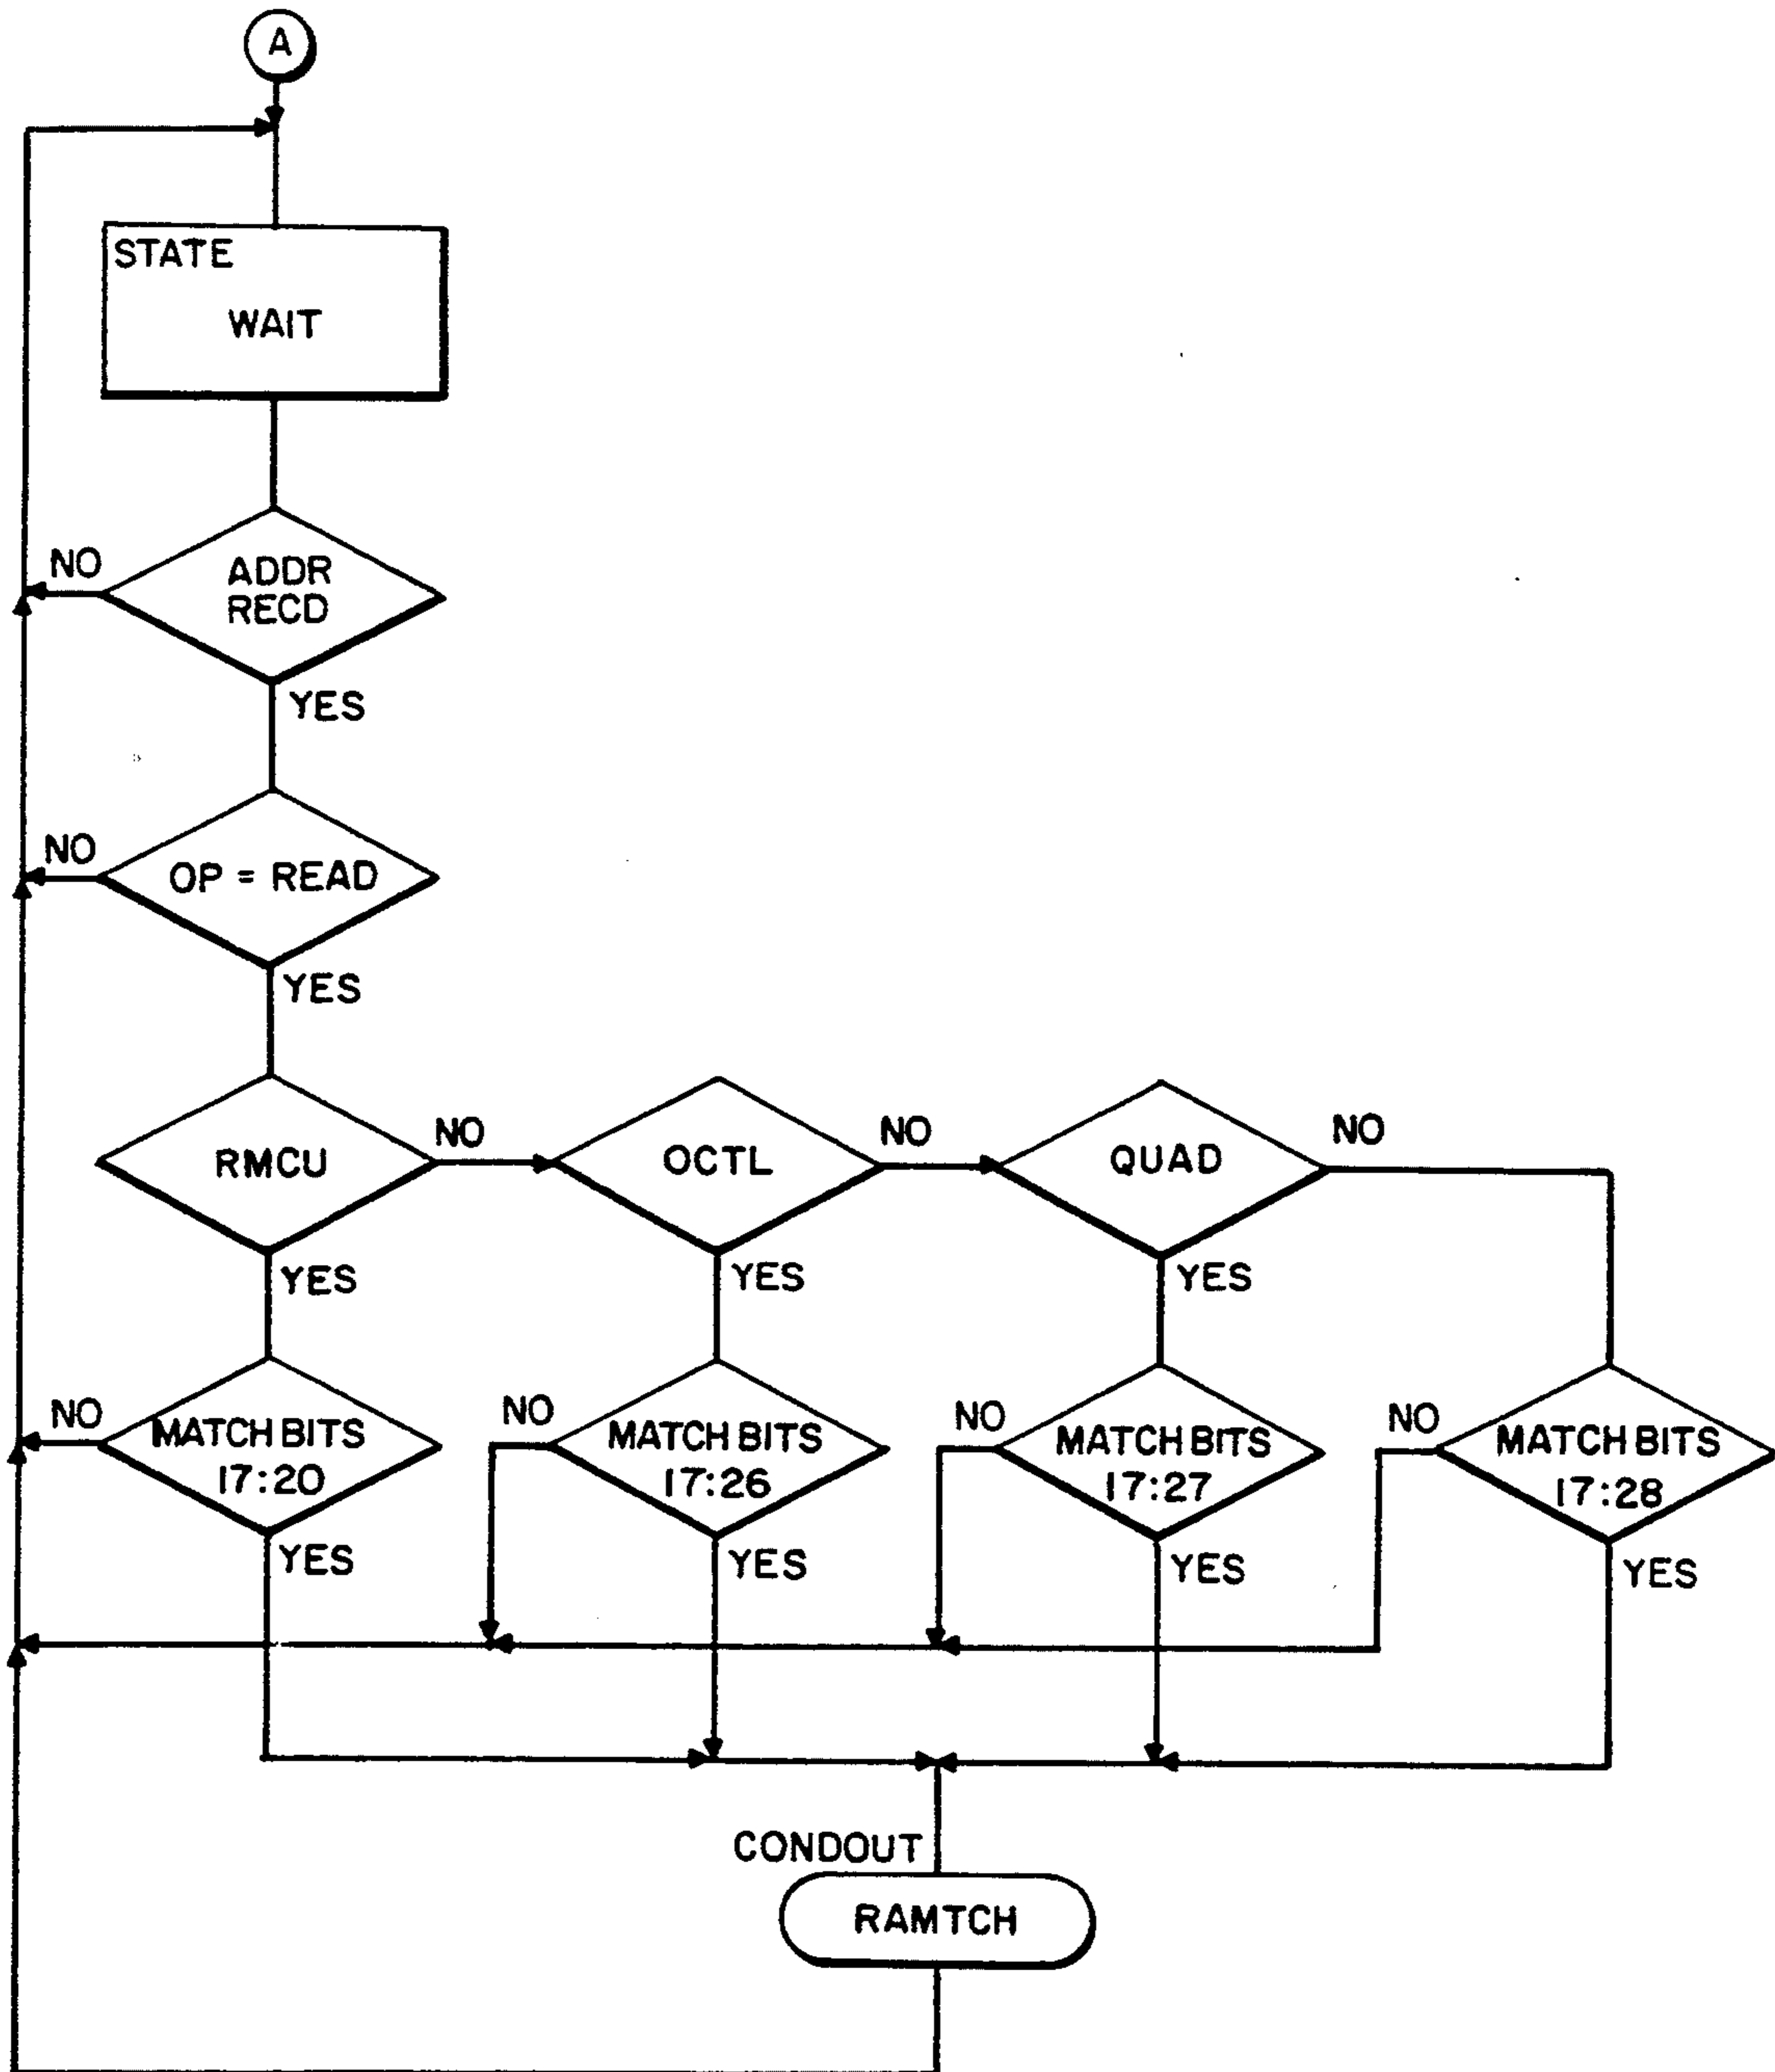 A
STATE
WAIT
NO
ADDR
RECD
YES
NO
OP = READ
YES
RMCU
NO
OCTL
NO
QUAD
NO
YES
YES
YES
NO
MATCH BITS
17:20
NO
MATCH BITS
17:26
NO
MATCH BITS
17:27
NO
MATCH BITS
17:28
YES
YES
YES
YES
CONDOUT
RAMTCH